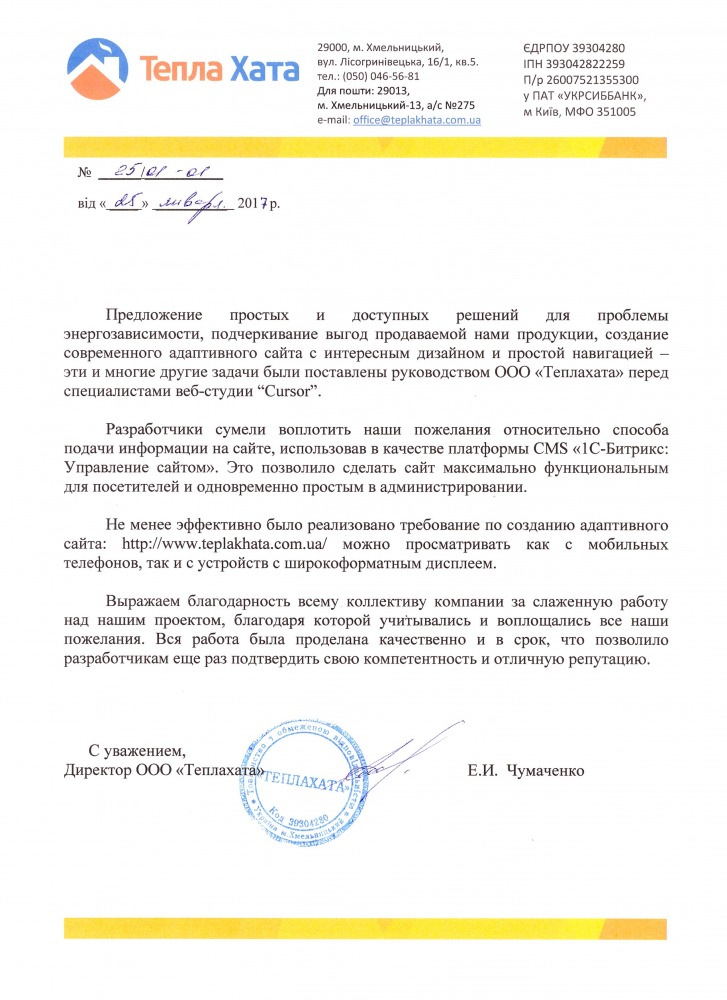 Тепла Хата
29000, м. Хмельницький,
вул. Лісогринівецька, 16/1, кв.5.
тел.: (050) 046-56-81
Для пошти: 29013,
м. Хмельницький-13, а/с №275
e-mail: office@teplakhata.com.ua
ЄДРПОУ 39304280
ІПН 393042822259
П/р 26007521355300
у ПАТ «УКРСИББАНК»,
м Київ, МФО 351005
№ 25/01-01
від «25» января 2017р.
Предложение простых и доступных решений для проблемы
энергозависимости, подчеркивание выгод продаваемой нами продукции, создание
современного адаптивного сайта с интересным дизайном и простой навигацией –
эти и многие другие задачи были поставлены руководством ООО «Теплахата» перед
специалистами веб-студии “Cursor”.
Разработчики сумели воплотить наши пожелания относительно способа
подачи информации на сайте, использовав в качестве платформы CMS «1С-Битрикс:
Управление сайтом». Это позволило сделать сайт максимально функциональным
для посетителей и одновременно простым в администрировании.
Не менее эффективно было реализовано требование по созданию адаптивного
сайта: http://www.teplakhata.com.ua/ можно просматривать как с мобильных
телефонов, так и с устройств с широкоформатным дисплеем.
Выражаем благодарность всему коллективу компании за слаженную работу
над нашим проектом, благодаря которой учитывались и воплощались все наши
пожелания. Вся работа была проделана качественно и в срок, что позволило
разработчикам еще раз подтвердить свою компетентность и отличную репутацию.
С уважением,
Директор ООО «Теплахата»
Е.И. Чумаченко
Товариство з обмеженою відповідальністю
«ТЕПЛАХАТА»
Код 39304280
Україна м.Хмельницький